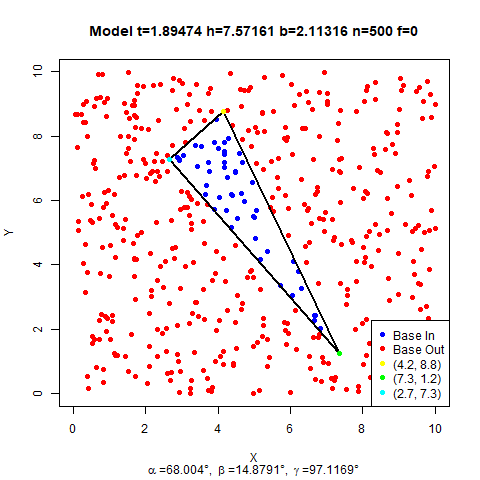 Model t=1.89474 h=7.57161 b=2.11316 n=500 f=0
10
8
6
4
2
0
Y
Base In
Base Out
(4.2, 8.8)
(7.3, 1.2)
(2.7, 7.3)
0
2
4
6
8
10
X
α=68.004°, β=14.8791°, γ=97.1169°